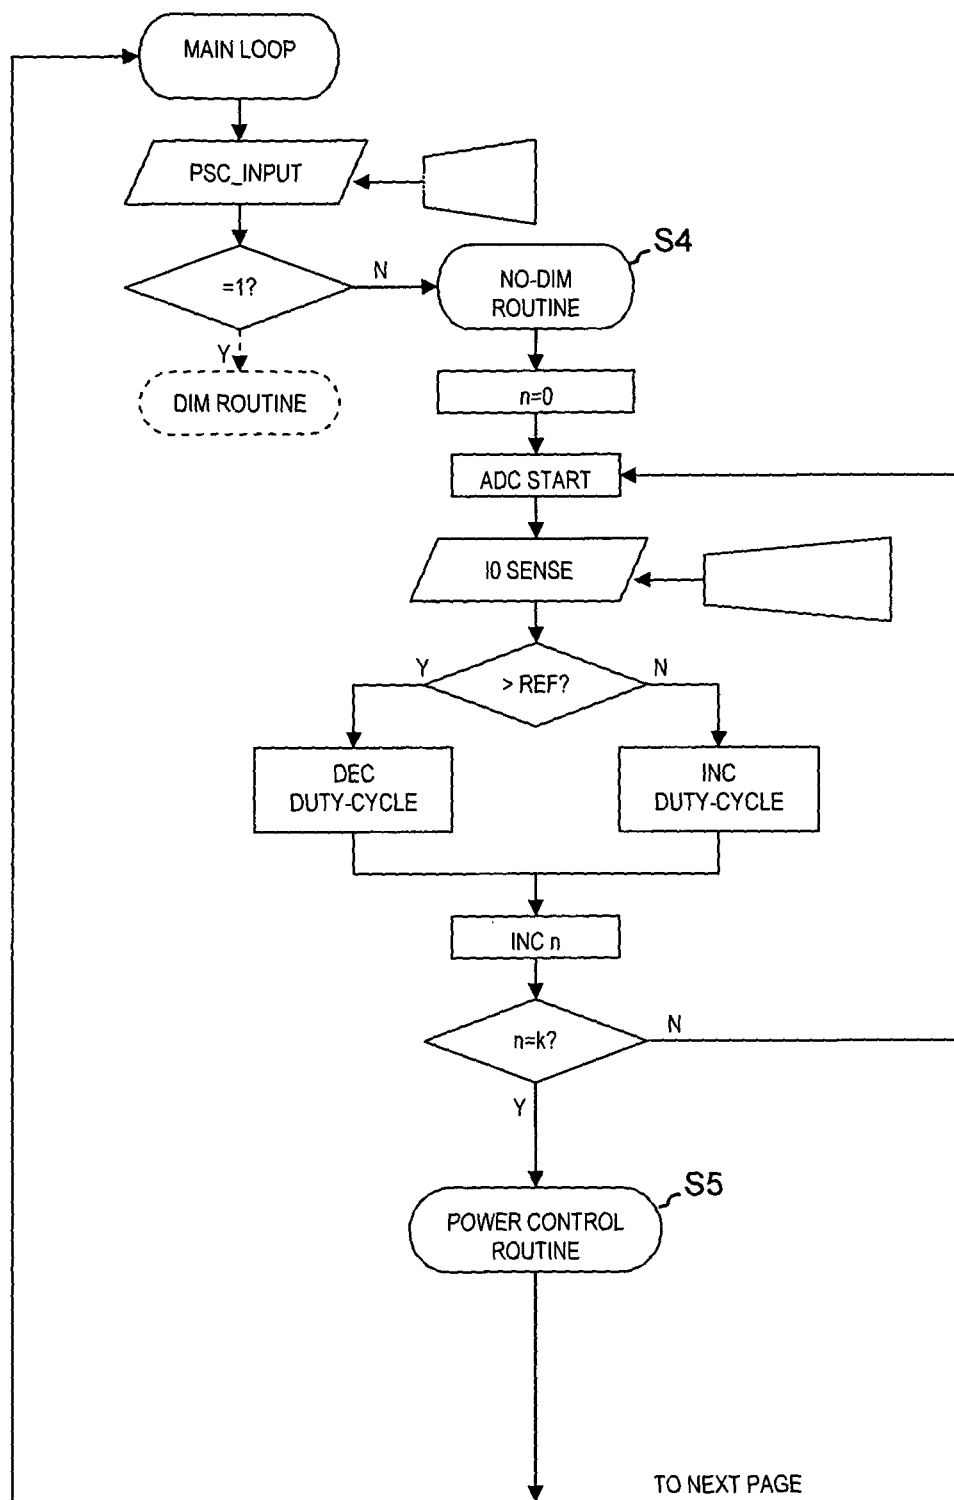 MAIN LOOP
PSC_INPUT
=1?
N
S4
NO-DIM
ROUTINE
Y
DIM ROUTINE
n=0
ADC START
I0 SENSE
Y
> REF?
N
DEC
DUTY-CYCLE
INC
DUTY-CYCLE
INC n
n=k?
N
Y
S5
POWER CONTROL
ROUTINE
TO NEXT PAGE